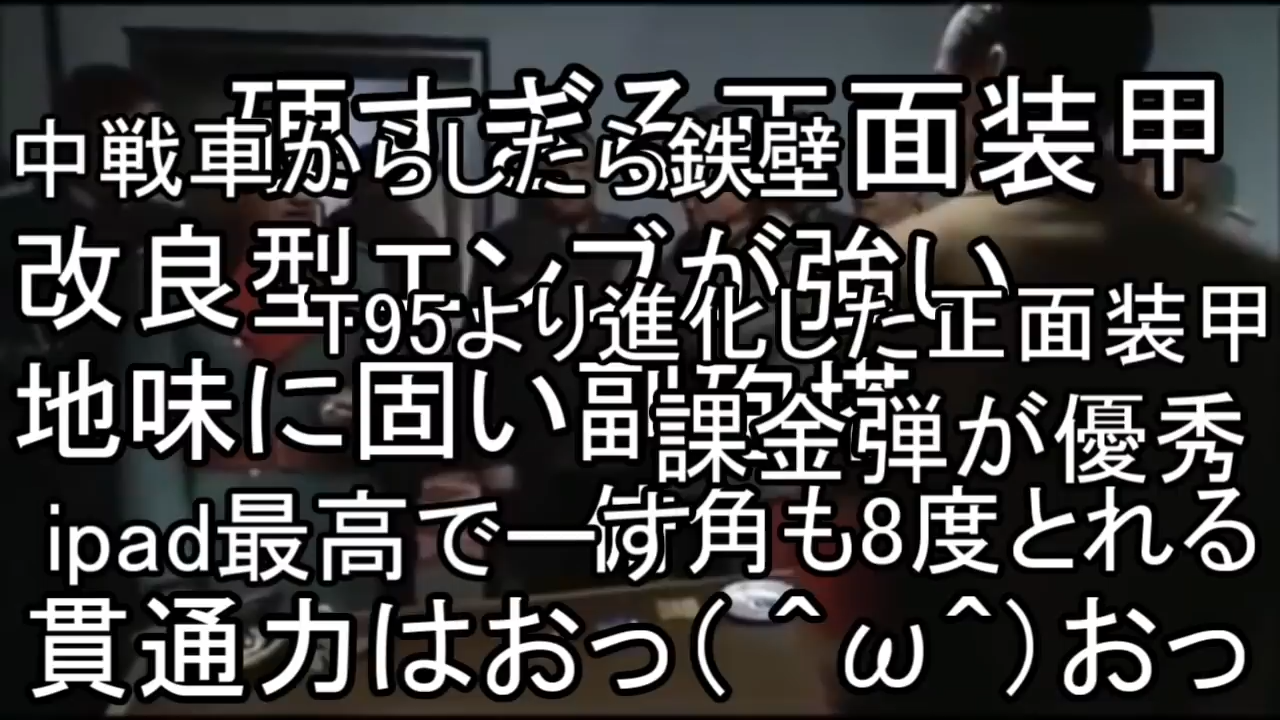 硬すぎる正面装甲
中戦車からしたら鉄壁
改良型エンブが強い
T95より進化した正面装甲
地味に固い副砲塔
課金弾が優秀
ipad最高で一す
角も8度とれる
貫通力はおっ(＾ω＾)おっ